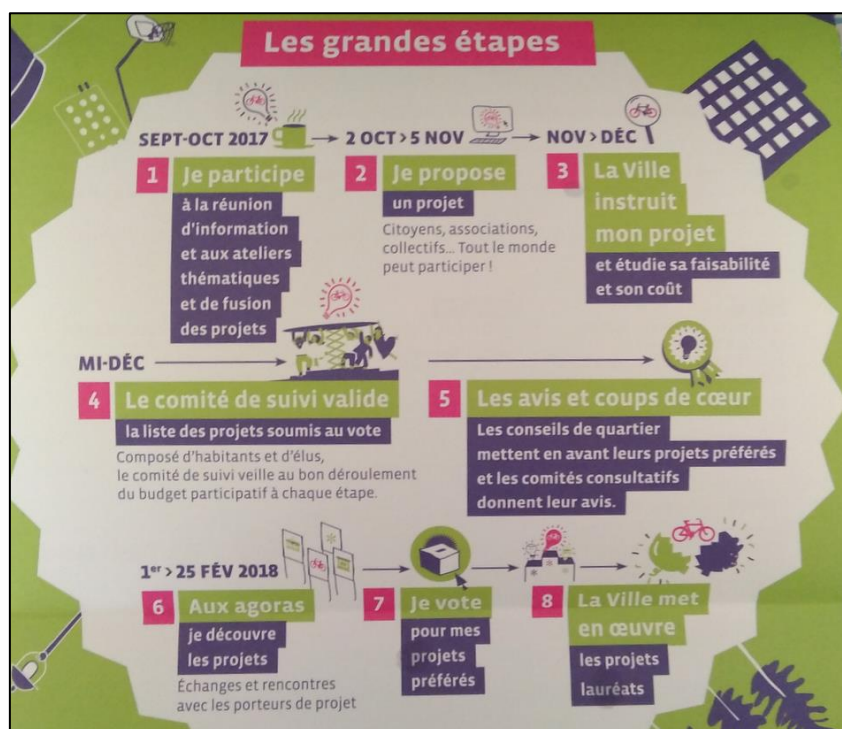 Les grandes étapes
SEPT-OCT 2017
1 Je participe
à la réunion
d'information
et aux ateliers
thématiques
et de fusion
des projets
2 OCT > 5 NOV
2 Je propose
un projet
Citoyens, associations,
collectifs... Tout le monde
peut participer !
NOV > DÉC
3 La Ville
instruit
mon projet
et étudie sa faisabilité
et son coût
MI-DÉC
4 Le comité de suivi valide
la liste des projets soumis au vote
Composé d'habitants et d'élus,
le comité de suivi veille au bon déroulement
du budget participatif à chaque étape.
5 Les avis et coups de cœur
Les conseils de quartier
mettent en avant leurs projets préférés
et les comités consultatifs
donnent leur avis.
1er > 25 FÉV 2018
6 Aux agoras
je découvre
les projets
Échanges et rencontres
avec les porteurs de projet
7 Je vote
pour mes
projets
préférés
8 La Ville met
en œuvre
les projets
lauréats